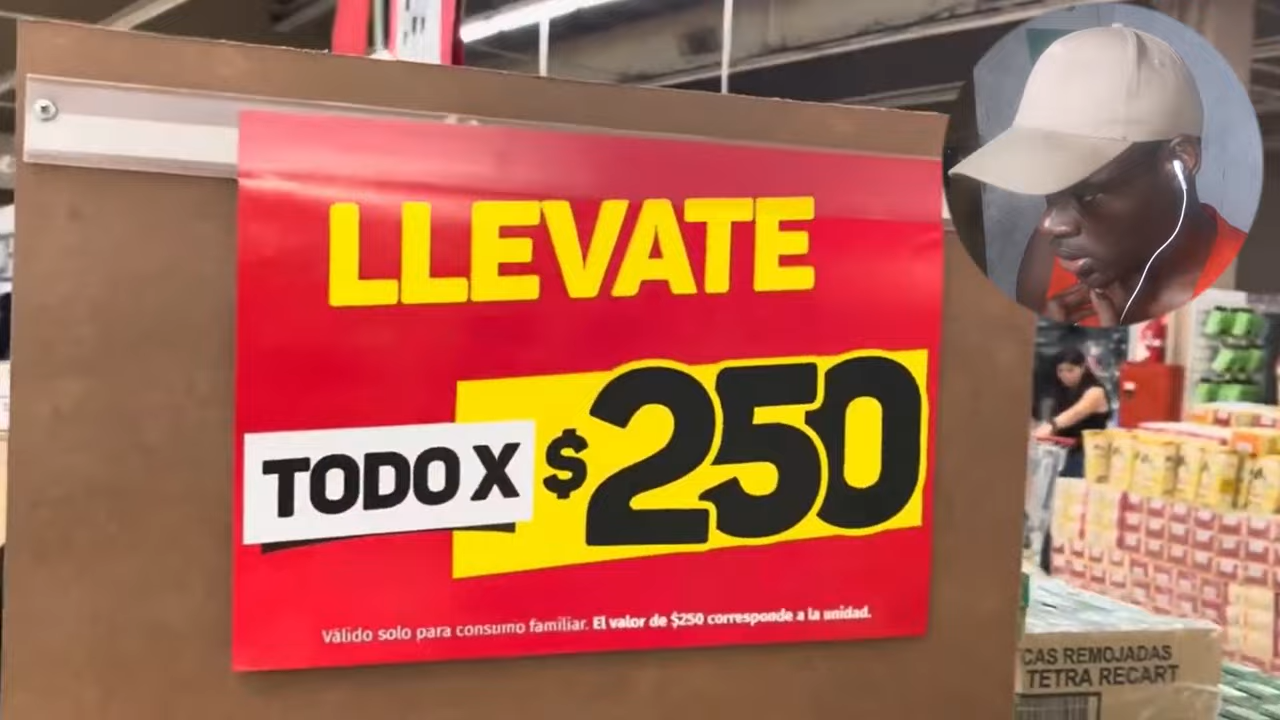 LLEVATE
TODO X $250
Válido solo para consumo familiar. El valor de $250 corresponde a la unidad.
CAS REMOJADAS
TETRA RECART